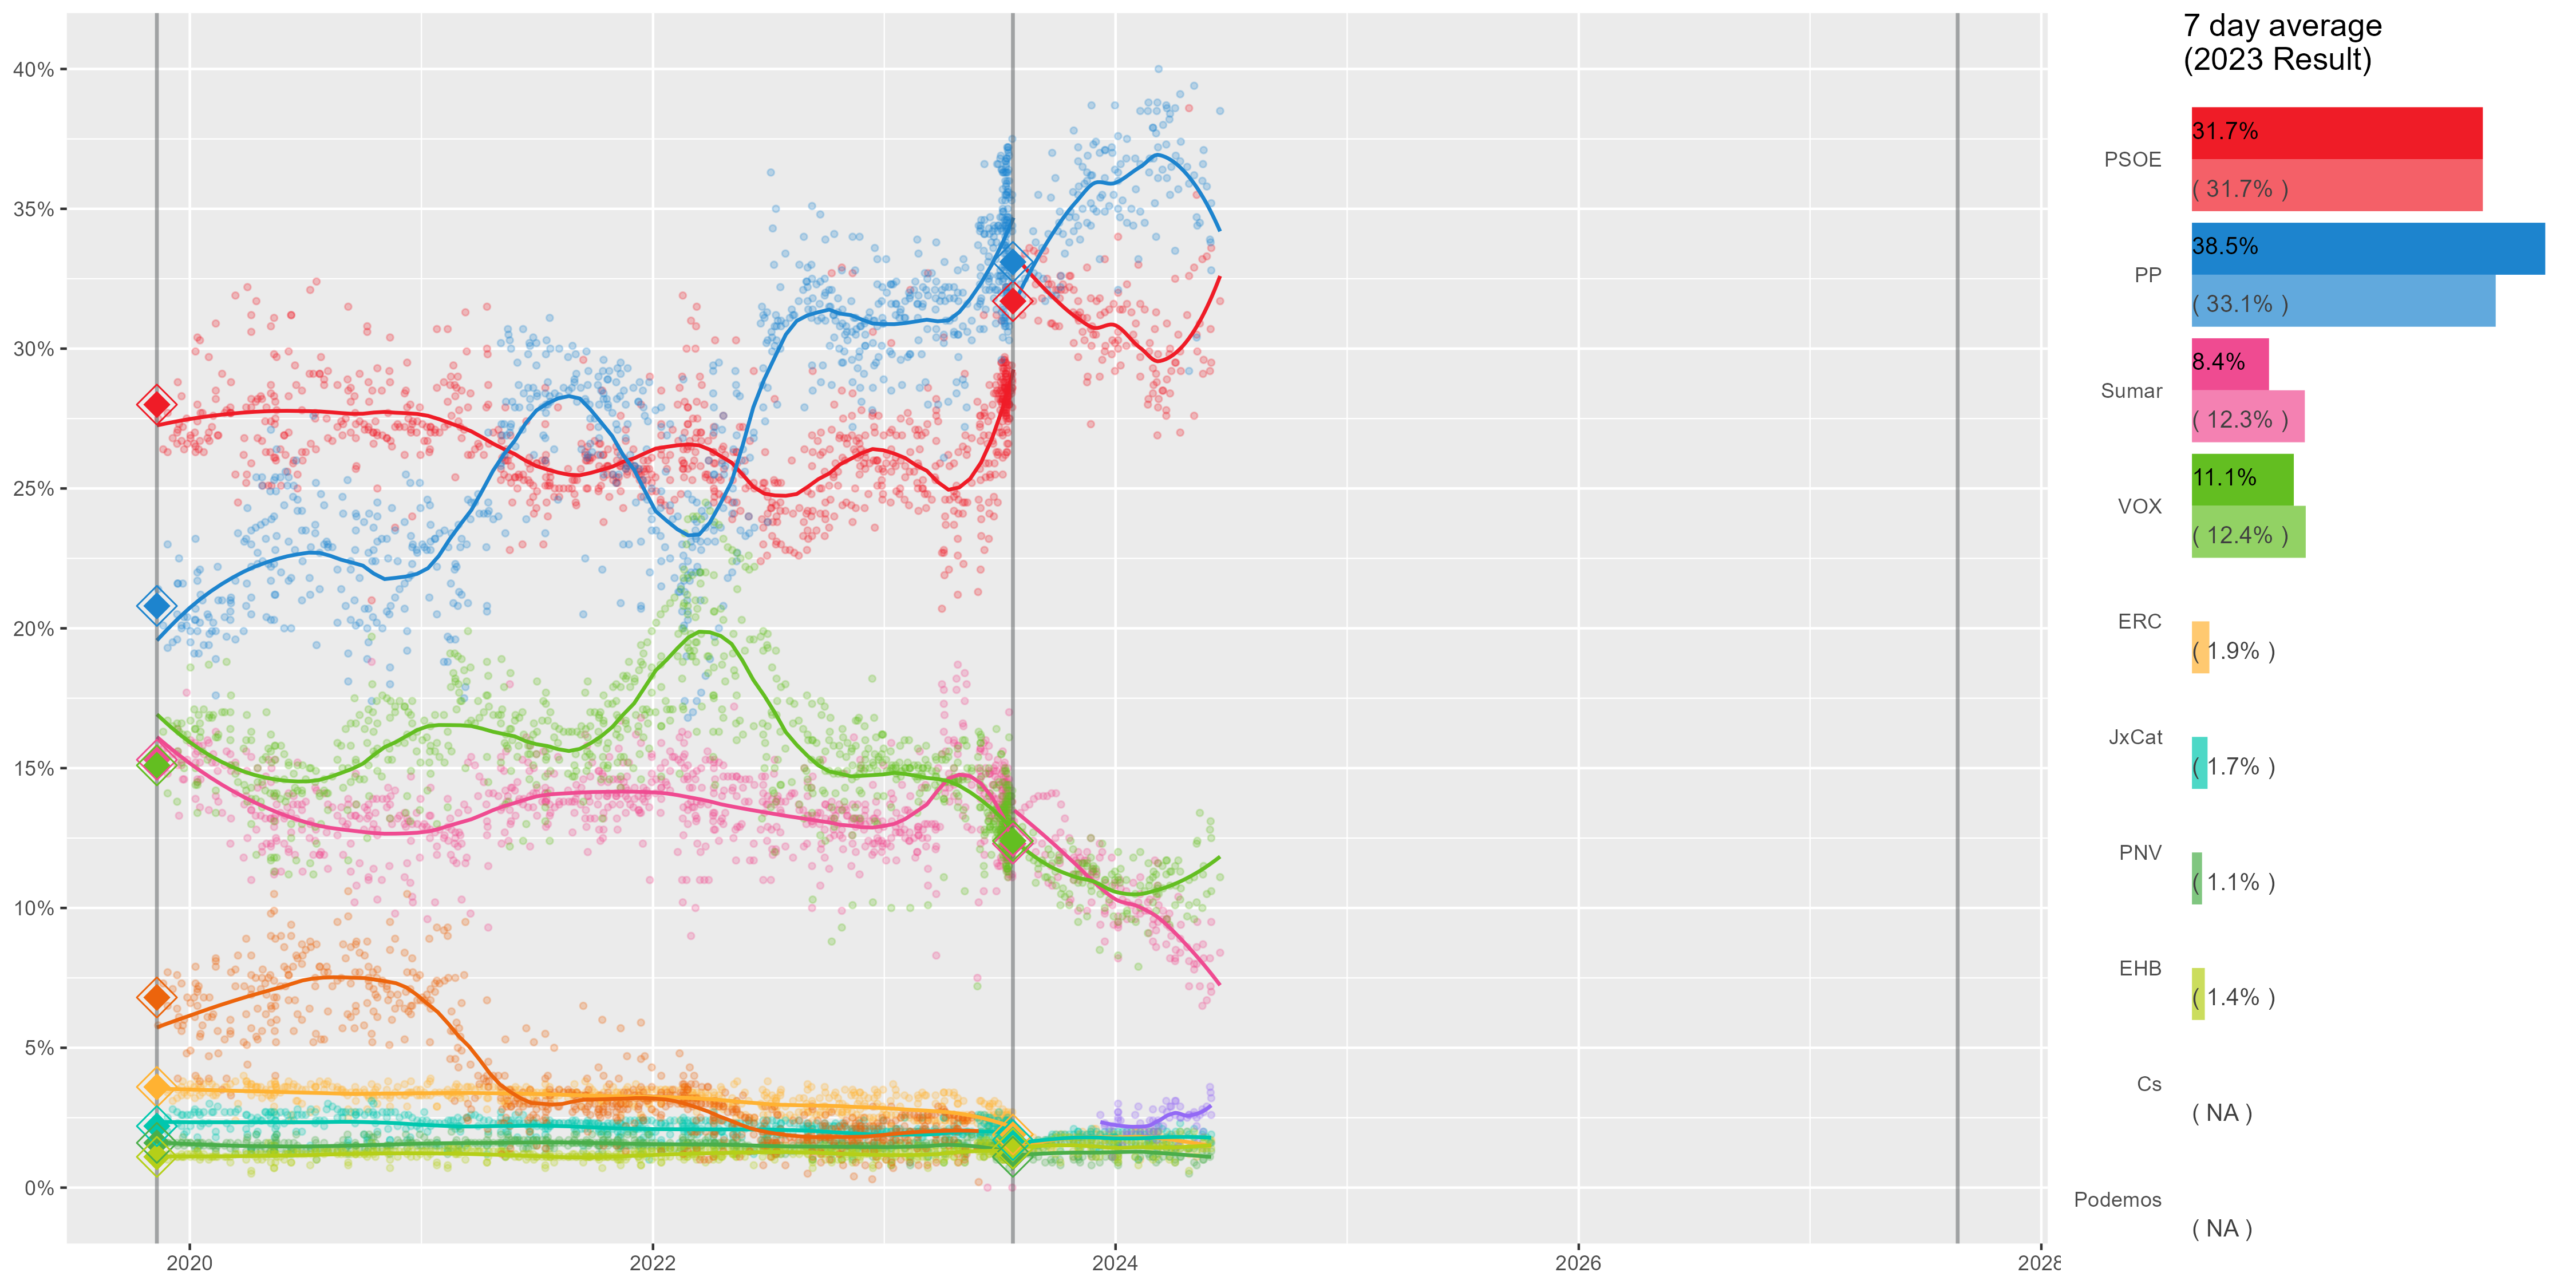 7 day average
(2023 Result)
40%
35%
30%
25%
20%
15%
10%
5%
0%
2020
2022
2024
2026
2028
PSOE
31.7%
( 31.7% )
PP
38.5%
( 33.1% )
Sumar
8.4%
( 12.3% )
VOX
11.1%
( 12.4% )
ERC
( 1.9% )
JxCat
( 1.7% )
PNV
( 1.1% )
EHB
( 1.4% )
Cs
( NA )
Podemos
( NA )